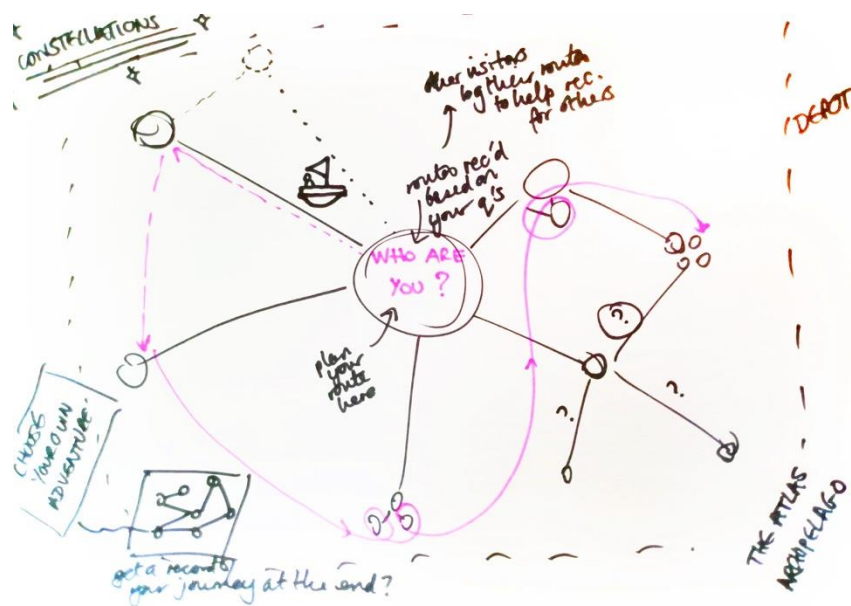 CONSTELLATIONS
other visitors
log their routes
to help rec.
for others
DEPOT
routes rec'd
based on
your q's
WHO ARE
YOU ?
plan
your
route
here
?
?
?
CHOOSE
YOUR OWN
ADVENTURE
get a record of
your journey at the end?
THE ATLAS
ARCHIPELAGO